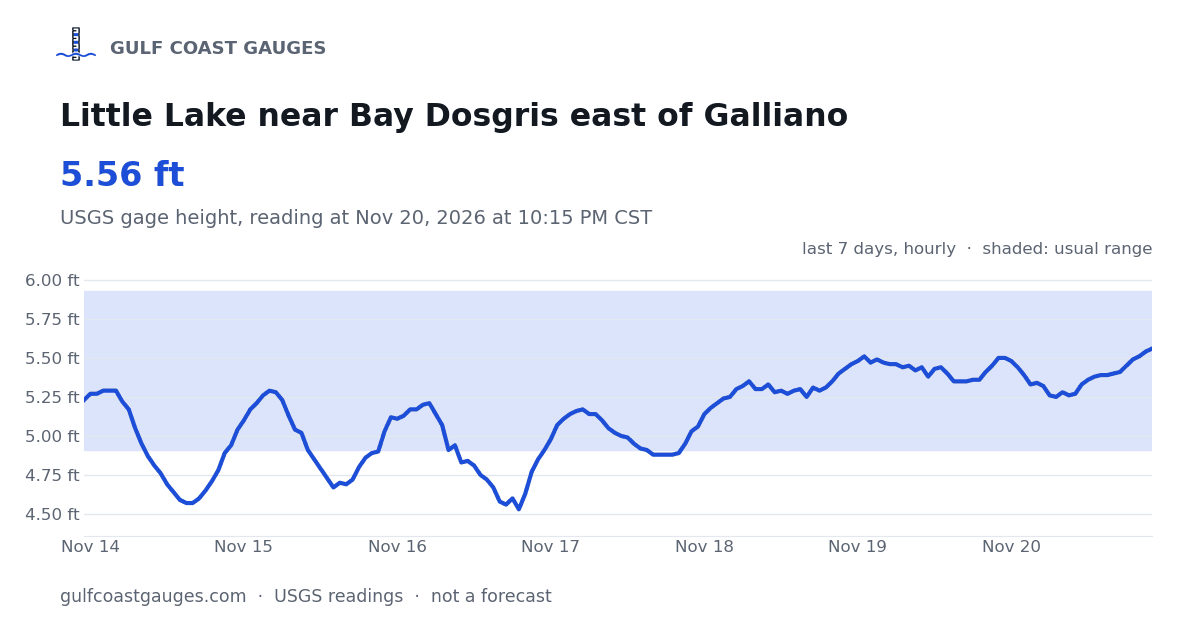 GULF COAST GAUGES
Little Lake near Bay Dosgris east of Galliano
5.56 ft
USGS gage height, reading at Nov 20, 2026 at 10:15 PM CST
last 7 days, hourly · shaded: usual range
6.00 ft
5.75 ft
5.50 ft
5.25 ft
5.00 ft
4.75 ft
4.50 ft
Nov 14 Nov 15 Nov 16 Nov 17 Nov 18 Nov 19 Nov 20
gulfcoastgauges.com · USGS readings · not a forecast